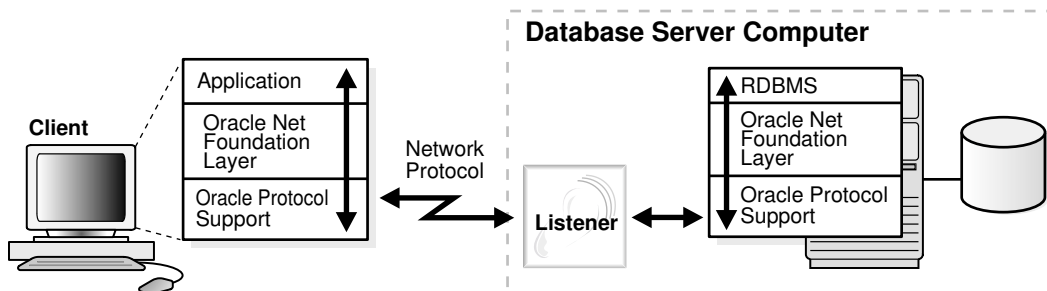 Database Server Computer
Client
Application
Oracle Net
Foundation
Layer
Oracle Protocol
Support
Network
Protocol
Listener
RDBMS
Oracle Net
Foundation
Layer
Oracle Protocol
Support